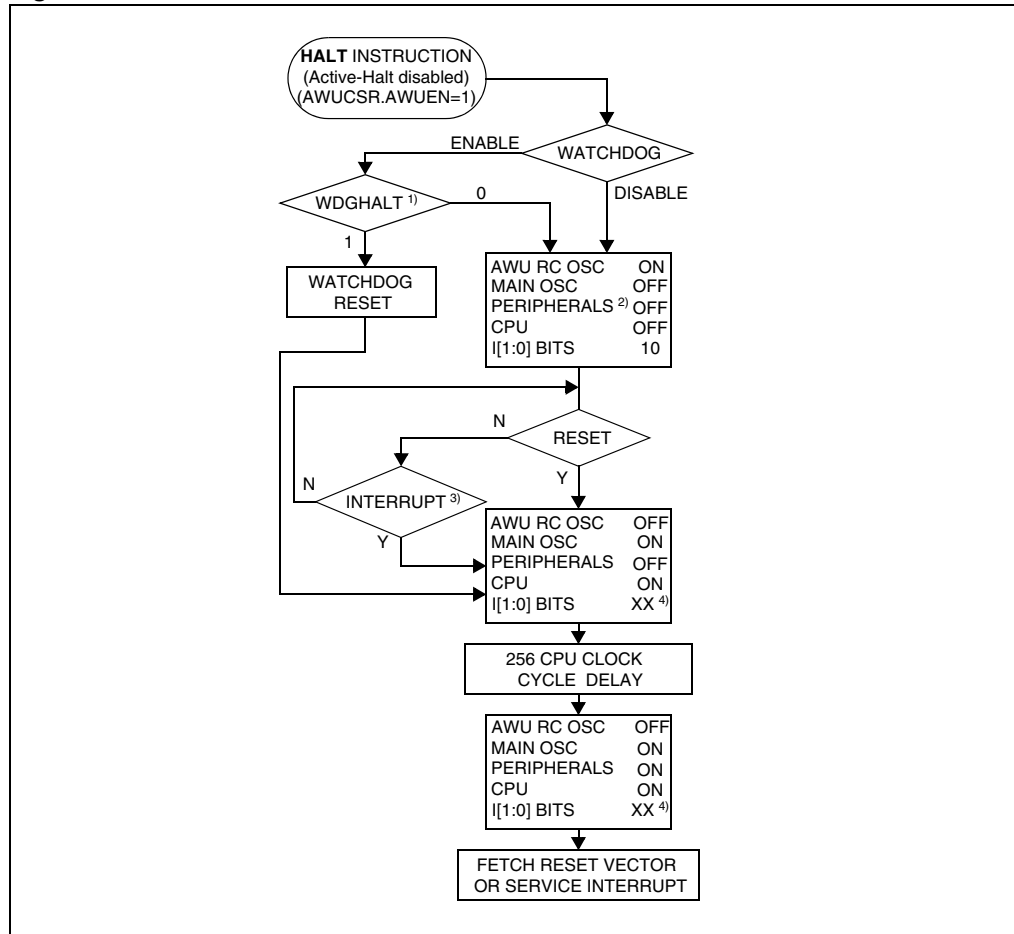 HALT INSTRUCTION
(Active-Halt disabled)
(AWUCSR.AWUEN=1)
ENABLE
WATCHDOG
WDGHALT 1)
0
DISABLE
1
WATCHDOG
RESET
AWU RC OSC ON
MAIN OSC OFF
PERIPHERALS 2) OFF
CPU OFF
I[1:0] BITS 10
N
RESET
N
INTERRUPT 3)
Y
Y
AWU RC OSC OFF
MAIN OSC ON
PERIPHERALS OFF
CPU ON
I[1:0] BITS XX 4)
256 CPU CLOCK
CYCLE DELAY
AWU RC OSC OFF
MAIN OSC ON
PERIPHERALS ON
CPU ON
I[1:0] BITS XX 4)
FETCH RESET VECTOR
OR SERVICE INTERRUPT